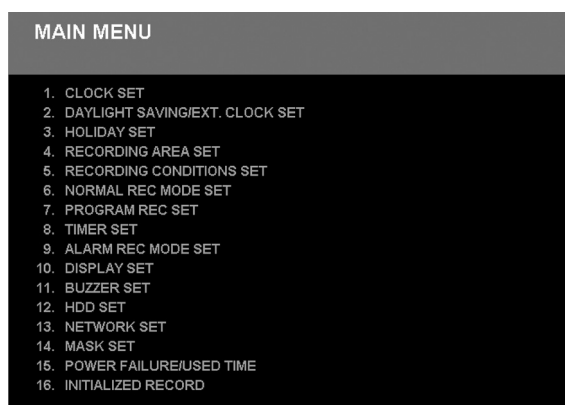 MAIN MENU
1. CLOCK SET
2. DAYLIGHT SAVING/EXT. CLOCK SET
3. HOLIDAY SET
4. RECORDING AREA SET
5. RECORDING CONDITIONS SET
6. NORMAL REC MODE SET
7. PROGRAM REC SET
8. TIMER SET
9. ALARM REC MODE SET
10. DISPLAY SET
11. BUZZER SET
12. HDD SET
13. NETWORK SET
14. MASK SET
15. POWER FAILURE/USED TIME
16. INITIALIZED RECORD